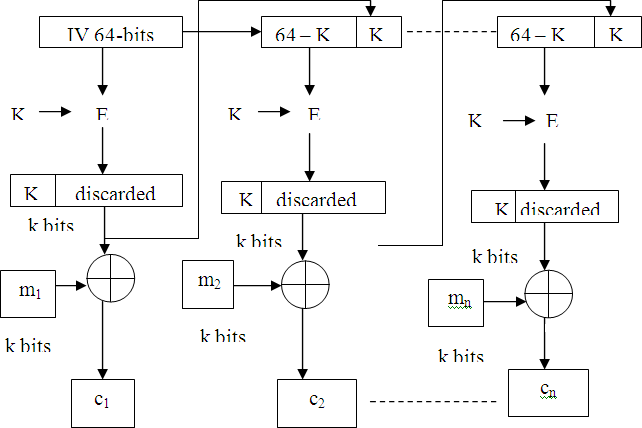 IV 64-bits
64 – K K
64 – K K
K E
K E
K E
K discarded
K discarded
K discarded
k bits
k bits
k bits
m1
m2
mn
k bits
k bits
k bits
c1
c2
cn